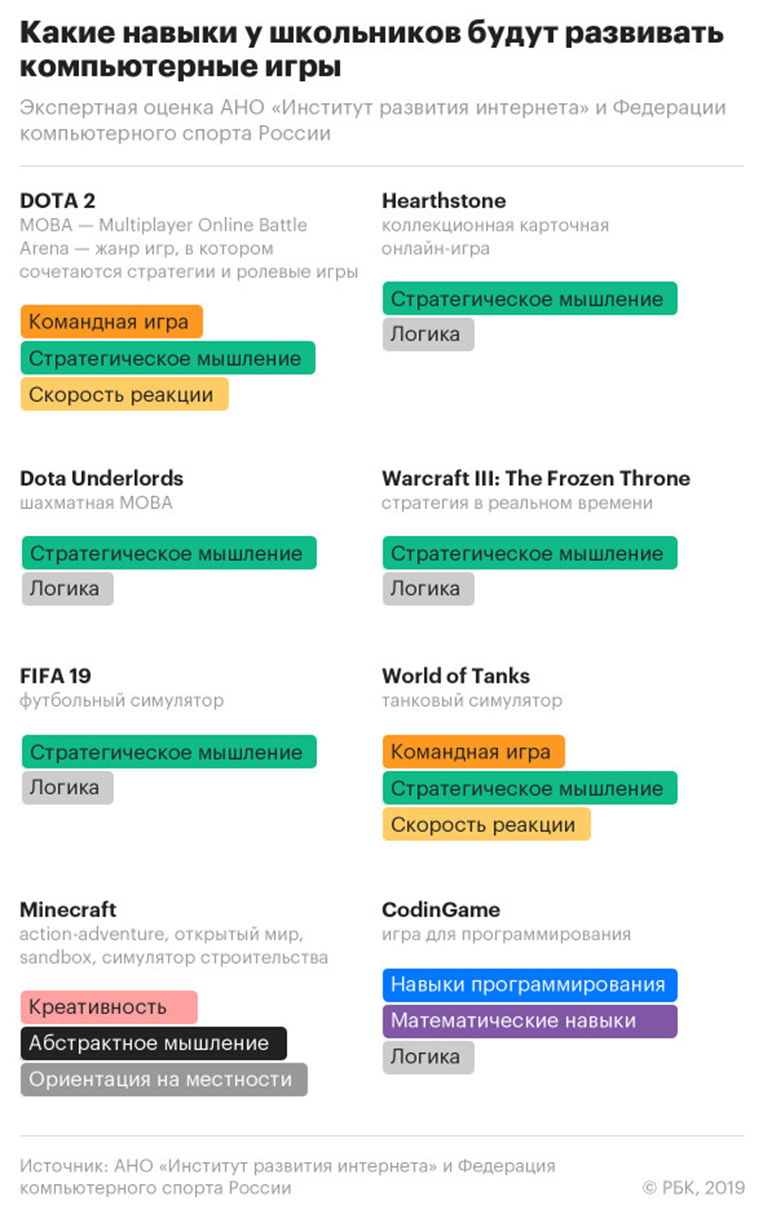 Какие навыки у школьников будут развивать
компьютерные игры
Экспертная оценка АНО «Институт развития интернета» и Федерации
компьютерного спорта России
DOTA 2
MOBA — Multiplayer Online Battle
Arena — жанр игр, в котором
сочетаются стратегии и ролевые игры
Командная игра
Стратегическое мышление
Скорость реакции
Hearthstone
коллекционная карточная
онлайн-игра
Стратегическое мышление
Логика
Dota Underlords
шахматная MOBA
Стратегическое мышление
Логика
Warcraft III: The Frozen Throne
стратегия в реальном времени
Стратегическое мышление
Логика
FIFA 19
футбольный симулятор
Стратегическое мышление
Логика
World of Tanks
танковый симулятор
Командная игра
Стратегическое мышление
Скорость реакции
Minecraft
action-adventure, открытый мир,
sandbox, симулятор строительства
Креативность
Абстрактное мышление
Ориентация на местности
CodinGame
игра для программирования
Навыки программирования
Математические навыки
Логика
Источник: АНО «Институт развития интернета» и Федерация
компьютерного спорта России
© РБК, 2019